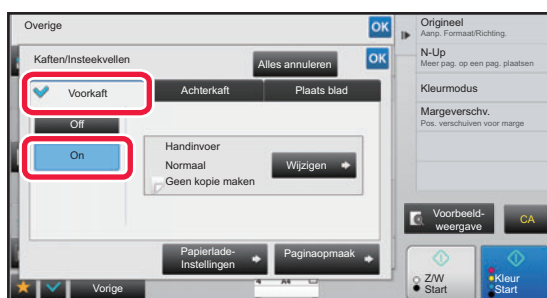 Overige
OK
Kaften/Insteekvellen
Alles annuleren
OK
Voorkaft
Achterkaft
Plaats blad
Off
On
Handinvoer
Normaal
Geen kopie maken
Wijzigen
Papierlade-
Instellingen
Paginaopmaak
Vorige
A4
Origineel
Aanp. Formaat/Richting.
N-Up
Meer pag. op een pag. plaatsen
Kleurmodus
Margeverschv.
Pos. verschuiven voor marge
Voorbeeld-
weergave
CA
Z/W
Start
Kleur
Start